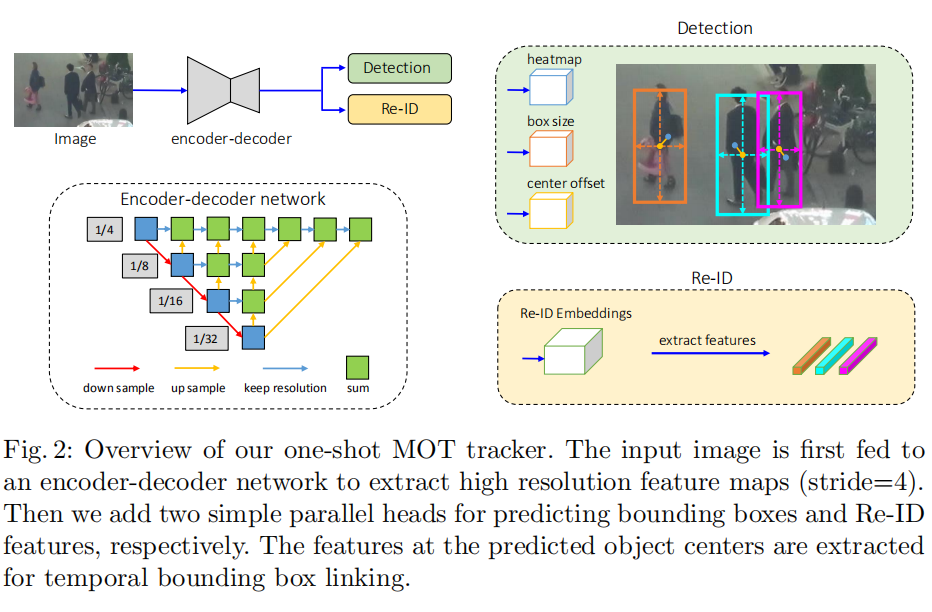 Detection
Re-ID
Image
encoder-decoder
Encoder-decoder network
1/4
1/8
1/16
1/32
down sample
up sample
keep resolution
sum
Detection
heatmap
box size
center offset
Re-ID
Re-ID Embeddings
extract features
Fig. 2: Overview of our one-shot MOT tracker. The input image is first fed to
an encoder-decoder network to extract high resolution feature maps (stride=4).
Then we add two simple parallel heads for predicting bounding boxes and Re-ID
features, respectively. The features at the predicted object centers are extracted
for temporal bounding box linking.